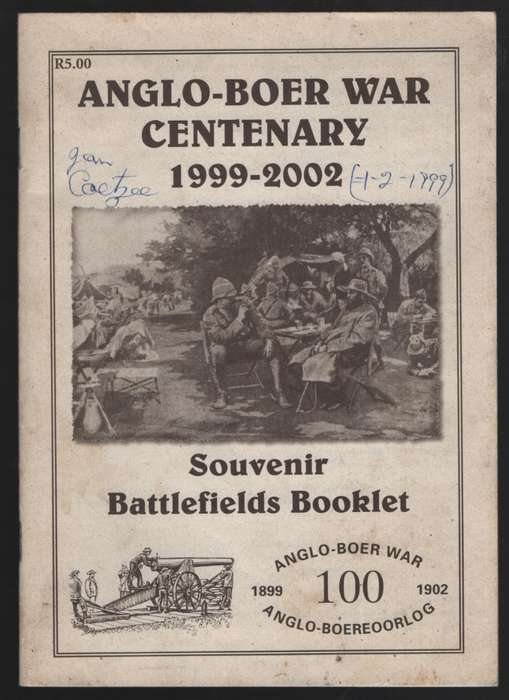 R5.00
ANGLO-BOER WAR
CENTENARY
1999-2002
Jan
Coetzee
(-1-2-1999)
Souvenir
Battlefields Booklet
ANGLO-BOER WAR
1899 100 1902
ANGLO-BOEREOORLOG